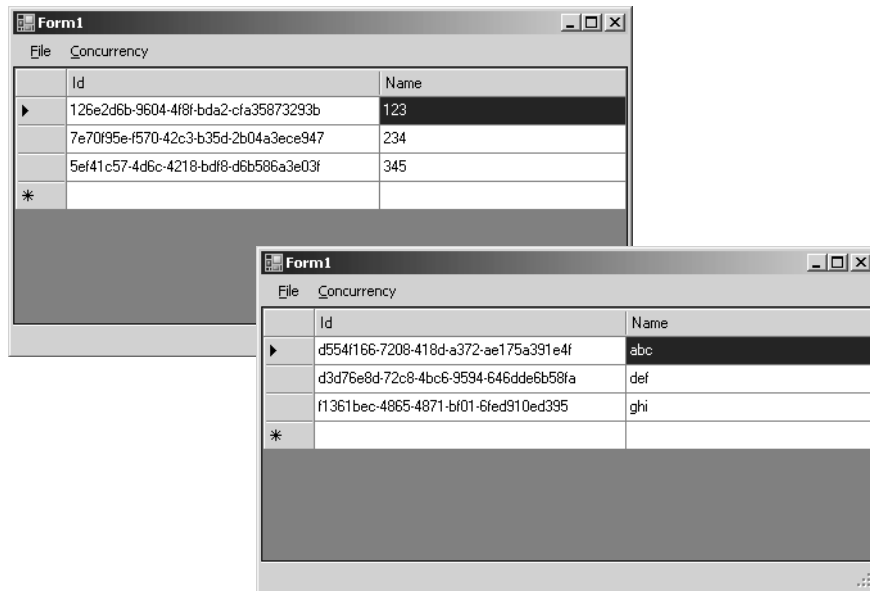 Form1
File Concurrency
Id Name
126e2d6b-9604-4f8f-bda2-cfa35873293b 123
7e70f95e-f570-42c3-b35d-2b04a3ece947 234
5ef41c57-4d6c-4218-bdf8-d6b586a3e03f 345
Form1
File Concurrency
Id Name
d554f166-7208-418d-a372-ae175a391e4f abc
d3d76e8d-72c8-4bc6-9594-646dde6b58fa def
f1361bec-4865-4871-bf01-6fed910ed395 ghi